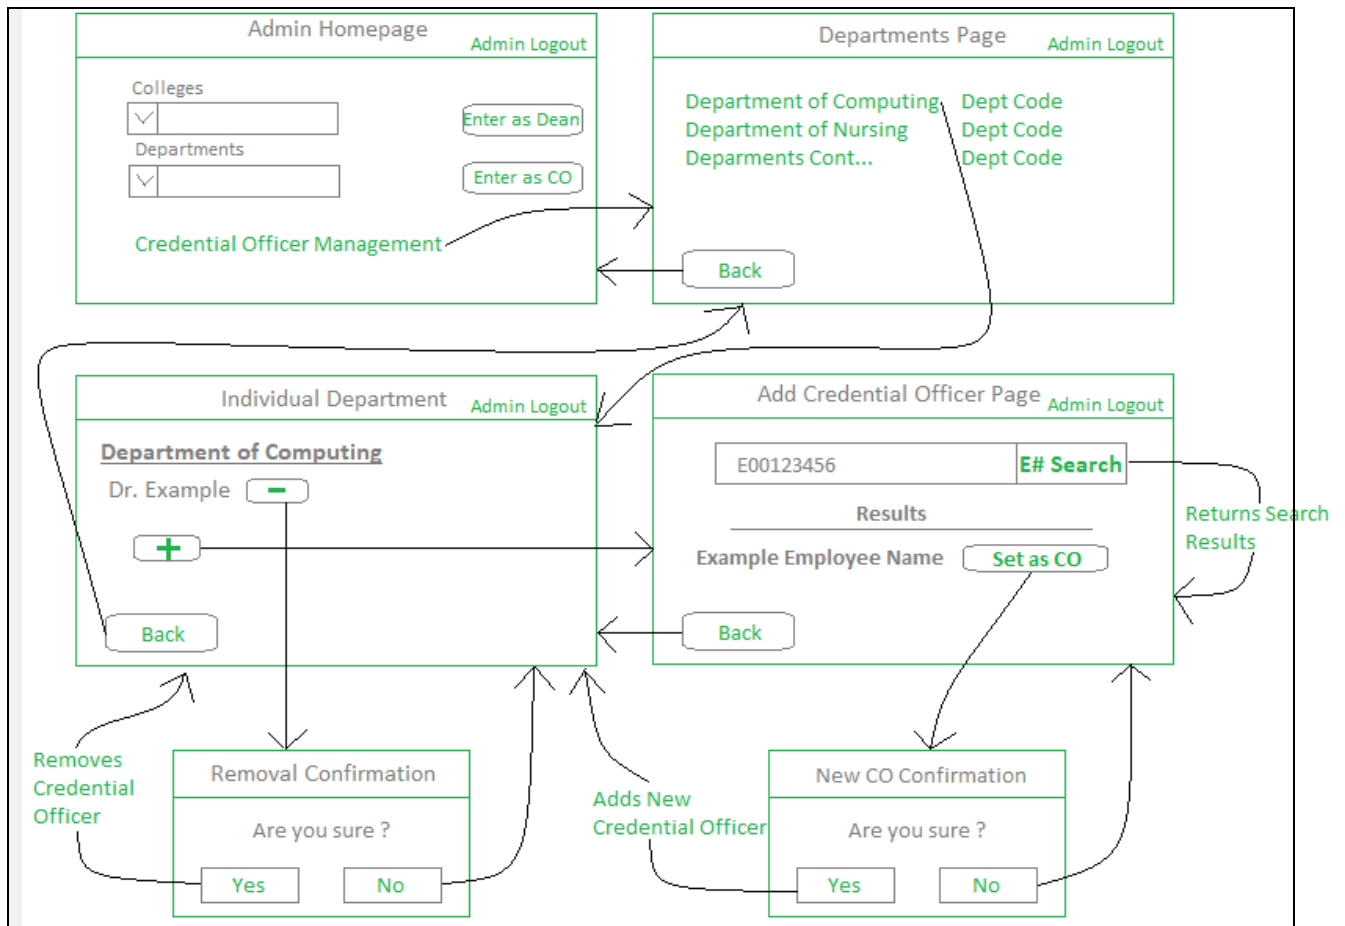 Admin Homepage
Admin Logout
Colleges
Enter as Dean
Departments
Enter as CO
Credential Officer Management
Departments Page
Admin Logout
Department of Computing Dept Code
Department of Nursing Dept Code
Deparments Cont... Dept Code
Back
Individual Department
Admin Logout
Department of Computing
Dr. Example -
+
Back
Add Credential Officer Page
Admin Logout
E00123456 E# Search
Results
Example Employee Name Set as CO
Back
Returns Search
Results
Removes
Credential
Officer
Removal Confirmation
Are you sure ?
Yes No
Adds New
Credential Officer
New CO Confirmation
Are you sure ?
Yes No